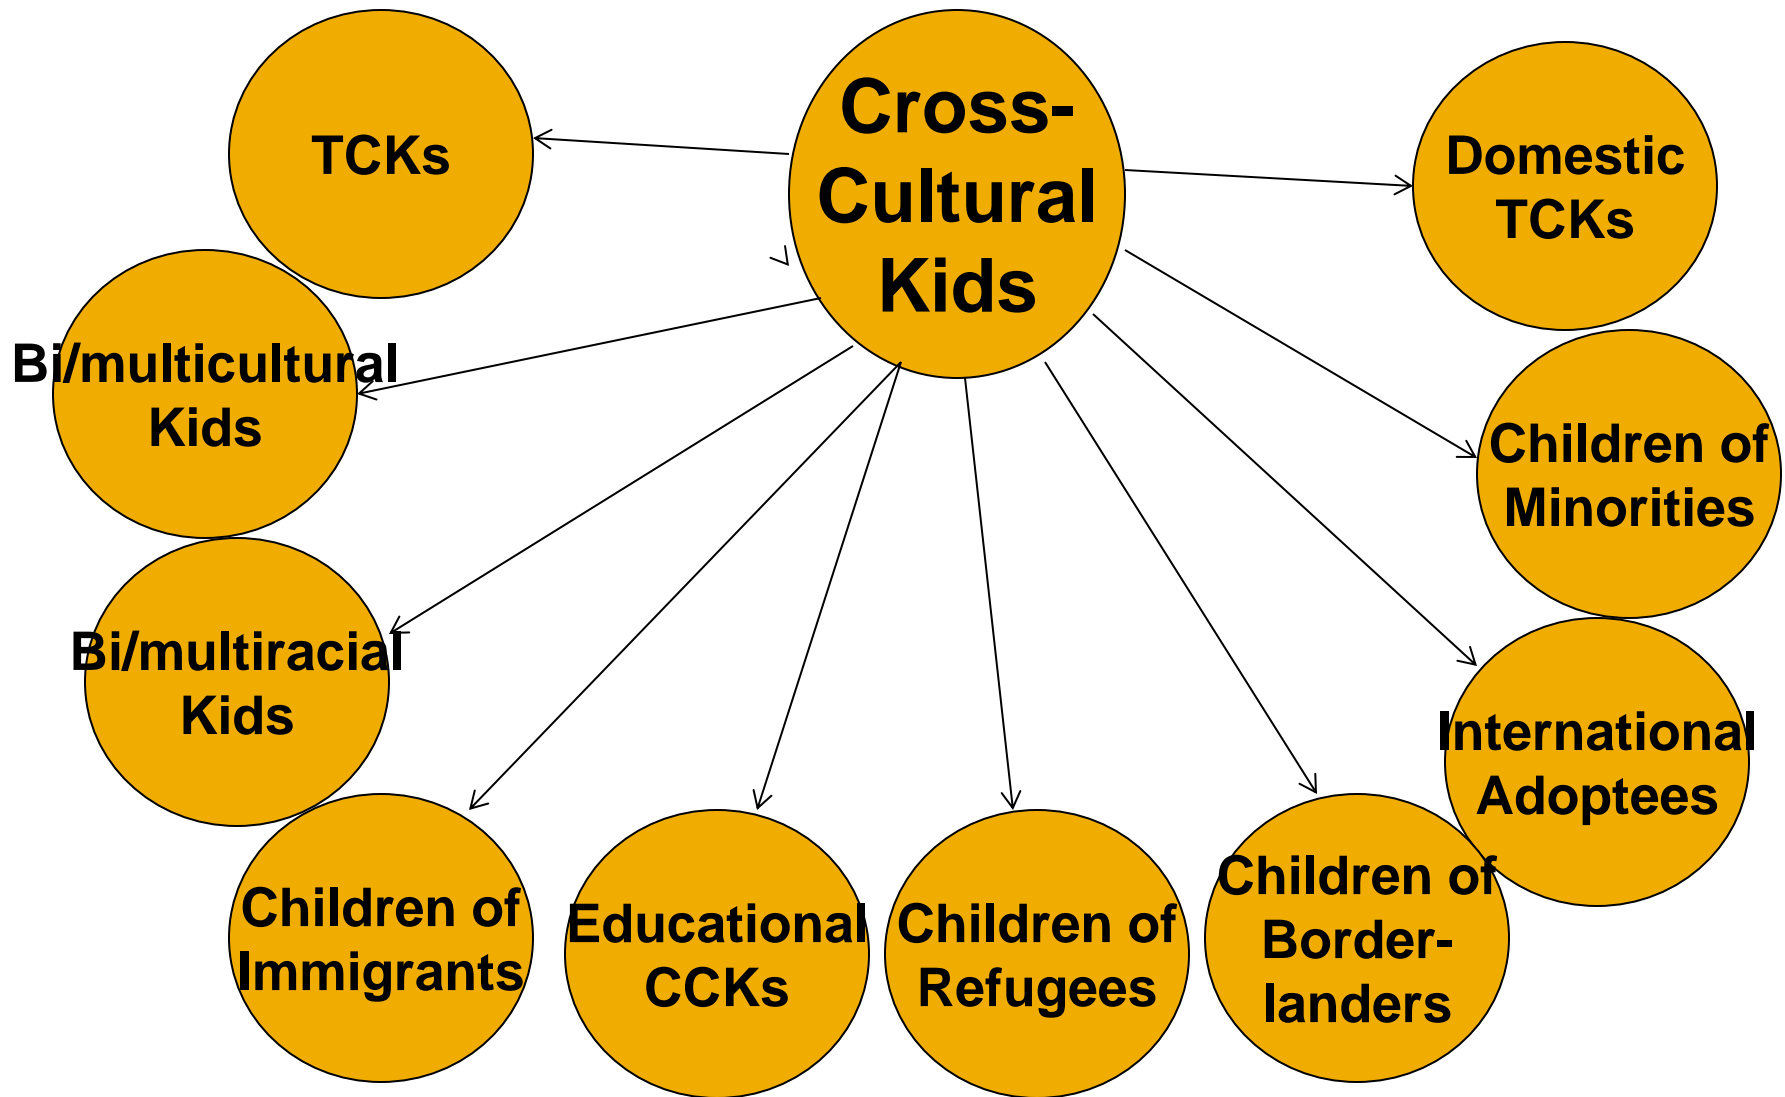 Cross-
Cultural
Kids
TCKs
Domestic
TCKs
Bi/multicultural
Kids
Children of
Minorities
Bi/multiracial
Kids
International
Adoptees
Children of
Immigrants
Educational
CCKs
Children of
Refugees
Children of
Border-
landers